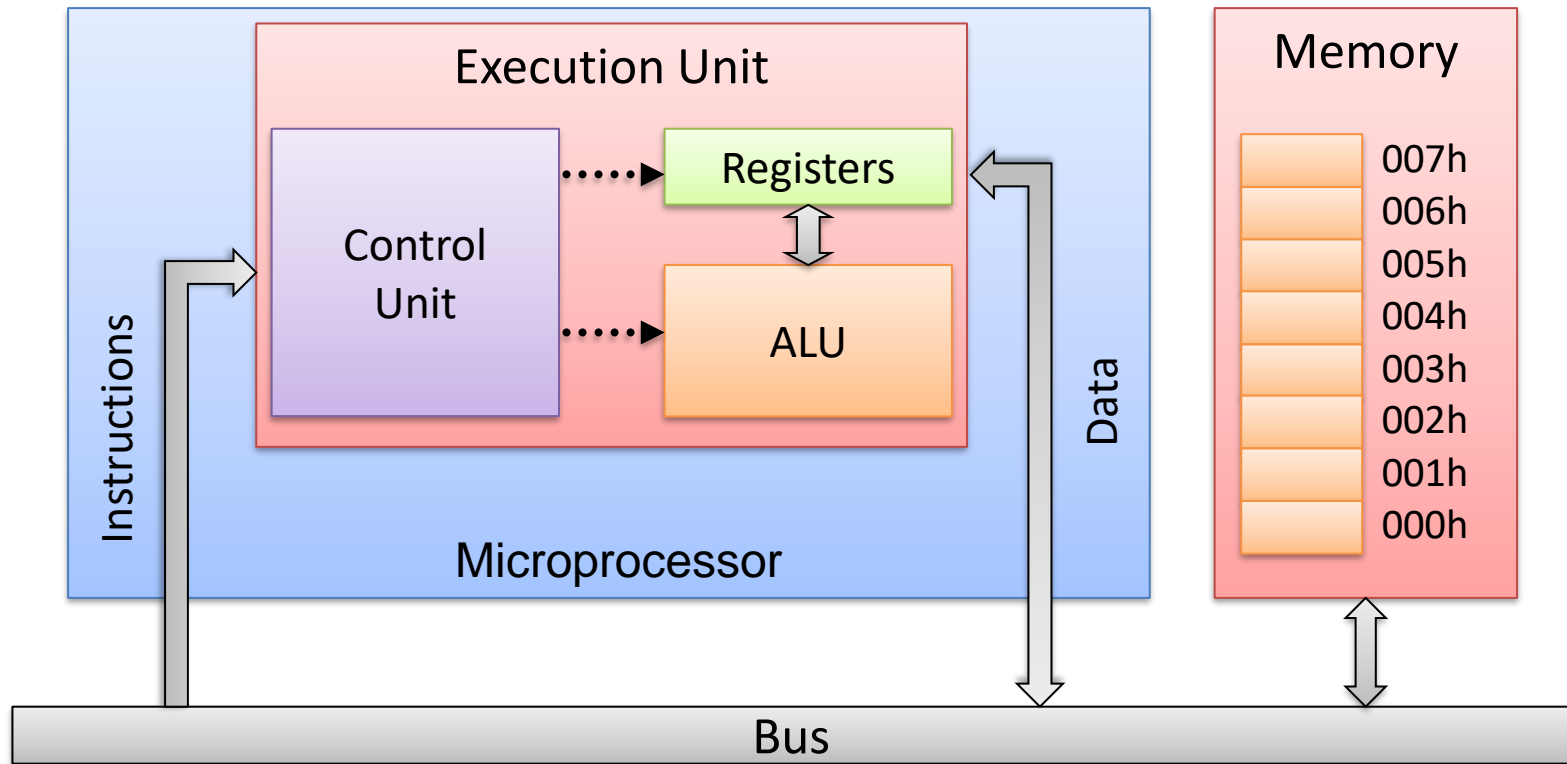 Execution Unit
Control
Unit
Registers
ALU
Instructions
Data
Microprocessor
Memory
007h
006h
005h
004h
003h
002h
001h
000h
Bus